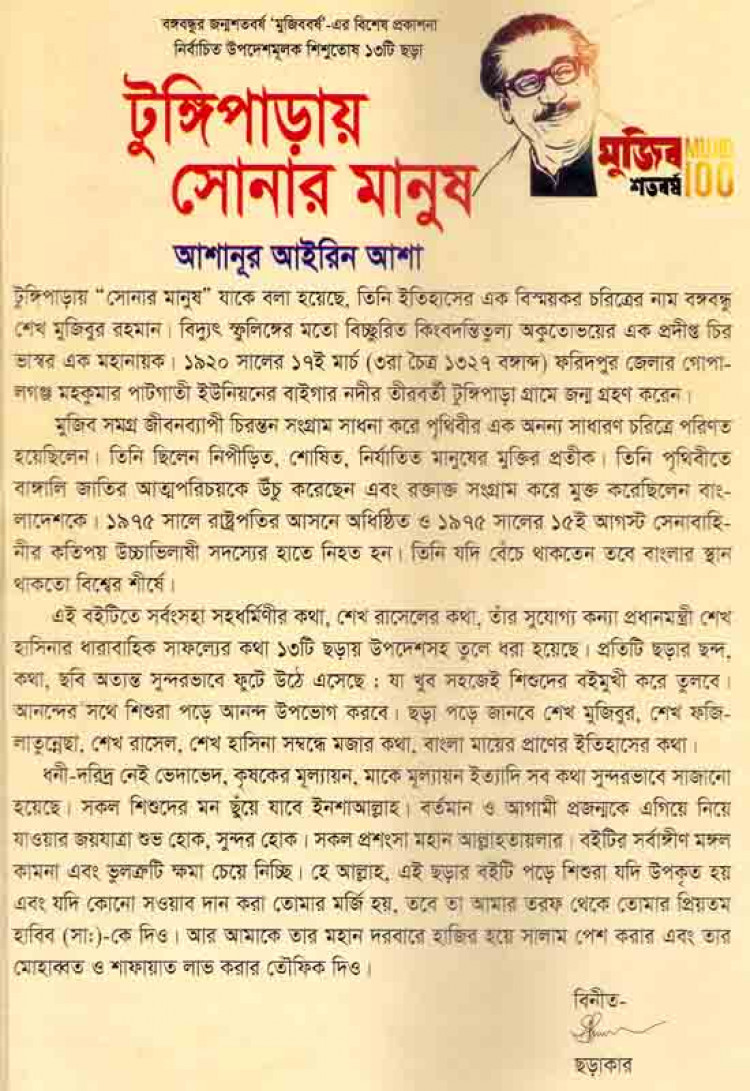 বঙ্গবন্ধুর জন্মশতবর্ষ ‘মুজিববর্ষ’-এর বিশেষ প্রকাশনা
নির্বাচিত উপদেশমূলক শিশুতোষ ১৩টি ছড়া
টুঙ্গিপাড়ায়
সোনার মানুষ
মুজিব MUJIB
শতবর্ষ 100
আশানূর আইরিন আশা
টুঙ্গিপাড়ায় “সোনার মানুষ” যাকে বলা হয়েছে, তিনি ইতিহাসের এক বিস্ময়কর চরিত্রের নাম বঙ্গবন্ধু
শেখ মুজিবুর রহমান। বিদ্যুৎ স্ফুলিঙ্গের মতো বিচ্ছুরিত কিংবদন্তিতুল্য অকুতোভয়ের এক প্রদীপ্ত চির
ভাস্বর এক মহানায়ক। ১৯২০ সালের ১৭ই মার্চ (৩রা চৈত্র ১৩২৭ বঙ্গাব্দ) ফরিদপুর জেলার গোপা-
লগঞ্জ মহকুমার পাটগাতী ইউনিয়নের বাইগার নদীর তীরবর্তী টুঙ্গিপাড়া গ্রামে জন্ম গ্রহণ করেন।
মুজিব সমগ্র জীবনব্যাপী চিরন্তন সংগ্রাম সাধনা করে পৃথিবীর এক অনন্য সাধারণ চরিত্রে পরিণত
হয়েছিলেন। তিনি ছিলেন নিপীড়িত, শোষিত, নির্যাতিত মানুষের মুক্তির প্রতীক। তিনি পৃথিবীতে
বাঙ্গালি জাতির আত্মপরিচয়কে উঁচু করেছেন এবং রক্তাক্ত সংগ্রাম করে মুক্ত করেছিলেন বাং-
লাদেশকে। ১৯৭৫ সালে রাষ্ট্রপতির আসনে অধিষ্ঠিত ও ১৯৭৫ সালের ১৫ই আগস্ট সেনাবাহি-
নীর কতিপয় উচ্চাভিলাষী সদস্যের হাতে নিহত হন। তিনি যদি বেঁচে থাকতেন তবে বাংলার স্থান
থাকতো বিশ্বের শীর্ষে।
এই বইটিতে সর্বংসহা সহধর্মিণীর কথা, শেখ রাসেলের কথা, তাঁর সুযোগ্য কন্যা প্রধানমন্ত্রী শেখ
হাসিনার ধারাবাহিক সাফল্যের কথা ১৩টি ছড়ায় উপদেশসহ তুলে ধরা হয়েছে। প্রতিটি ছড়ার ছন্দ,
কথা, ছবি অত্যন্ত সুন্দরভাবে ফুটে উঠে এসেছে : যা খুব সহজেই শিশুদের বইমুখী করে তুলবে।
আনন্দের সথে শিশুরা পড়ে আনন্দ উপভোগ করবে। ছড়া পড়ে জানবে শেখ মুজিবুর, শেখ ফজি-
লাতুন্নেছা, শেখ রাসেল, শেখ হাসিনা সম্বন্ধে মজার কথা, বাংলা মায়ের প্রাণের ইতিহাসের কথা।
ধনী-দরিদ্র নেই ভেদাভেদ, কৃষকের মূল্যায়ন, মাকে মূল্যায়ন ইত্যাদি সব কথা সুন্দরভাবে সাজানো
হয়েছে। সকল শিশুদের মন ছুঁয়ে যাবে ইনশাআল্লাহ। বর্তমান ও আগামী প্রজন্মকে এগিয়ে নিয়ে
যাওয়ার জয়যাত্রা শুভ হোক, সুন্দর হোক। সকল প্রশংসা মহান আল্লাহতায়লার। বইটির সর্বাঙ্গীণ মঙ্গল
কামনা এবং ভুলত্রুটি ক্ষমা চেয়ে নিচ্ছি। হে আল্লাহ, এই ছড়ার বইটি পড়ে শিশুরা যদি উপকৃত হয়
এবং যদি কোনো সওয়াব দান করা তোমার মর্জি হয়, তবে তা আমার তরফ থেকে তোমার প্রিয়তম
হাবিব (সা:)-কে দিও। আর আমাকে তার মহান দরবারে হাজির হয়ে সালাম পেশ করার এবং তার
মোহাব্বত ও শাফায়াত লাভ করার তৌফিক দিও।
বিনীত-
ছড়াকার